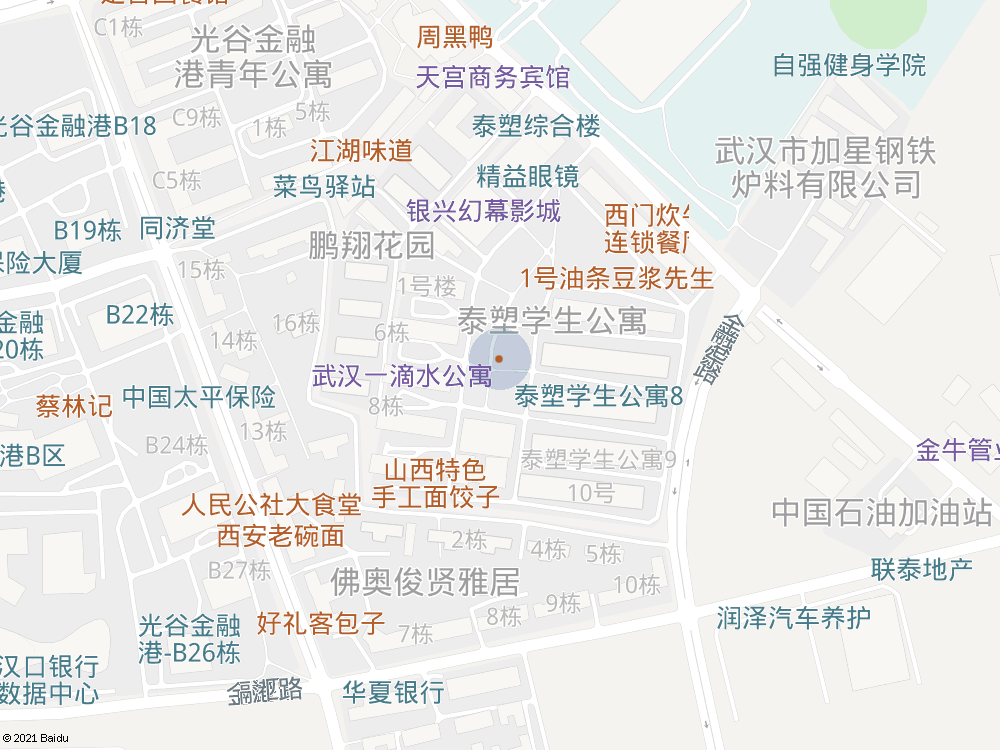 C1栋
周黑鸭
光谷金融
港青年公寓
天宫商务宾馆
自强健身学院
5栋
C9栋
1栋
光谷金融港B18
泰塑综合楼
江湖味道
武汉市加星钢铁
炉料有限公司
C5栋
菜鸟驿站
精益眼镜
银兴幻幕影城
西门炊
连锁餐
B19栋
同济堂
鹏翔花园
保险大厦
15栋
1号油条豆浆先生
1号楼
B22栋
16栋
6栋
泰塑学生公寓
金融
20栋
14栋
金融港路
武汉一滴水公寓
中国太平保险
泰塑学生公寓8
蔡林记
8栋
13栋
B24栋
港B区
金牛管业
山西特色
手工面饺子
泰塑学生公寓9
10号
人民公社大食堂
西安老碗面
中国石油加油站
2栋
4栋
5栋
B27栋
佛奥俊贤雅居
10栋
联泰地产
9栋
8栋
7栋
润泽汽车养护
光谷金融
港-B26栋
好礼客包子
汉口银行
数据中心
华夏银行
© 2021 Baidu